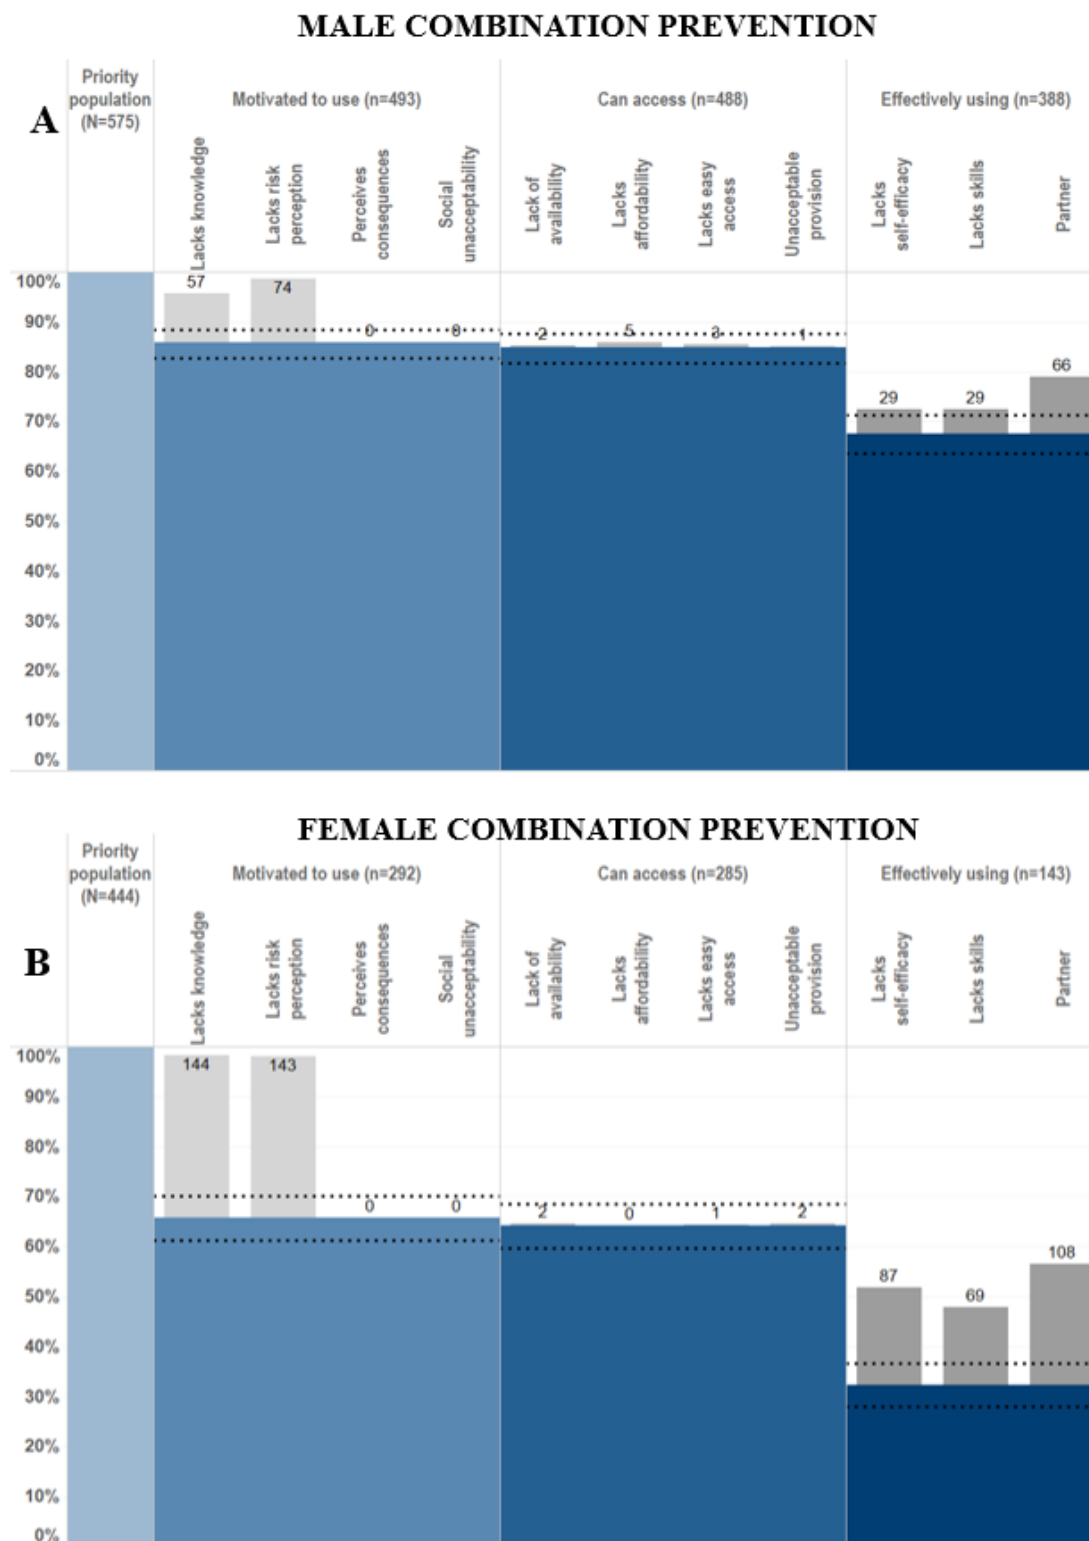 MALE COMBINATION PREVENTION
A
Priority
population
(N=575)
Motivated to use (n=493)
Can access (n=488)
Effectively using (n=388)
Lacks knowledge
Lacks risk
perception
Perceives
consequences
Social
unacceptability
Lack of
availability
Lacks
affordability
Lacks easy
access
Unacceptable
provision
Lacks
self-efficacy
Lacks skills
Partner
100%
90%
80%
70%
60%
50%
40%
30%
20%
10%
0%
57
74
0
0
2
5
3
1
29
29
66
FEMALE COMBINATION PREVENTION
B
Priority
population
(N=444)
Motivated to use (n=292)
Can access (n=285)
Effectively using (n=143)
Lacks knowledge
Lacks risk
perception
Perceives
consequences
Social
unacceptability
Lack of
availability
Lacks
affordability
Lacks easy
access
Unacceptable
provision
Lacks
self-efficacy
Lacks skills
Partner
100%
90%
80%
70%
60%
50%
40%
30%
20%
10%
0%
144
143
0
0
2
0
1
2
87
69
108